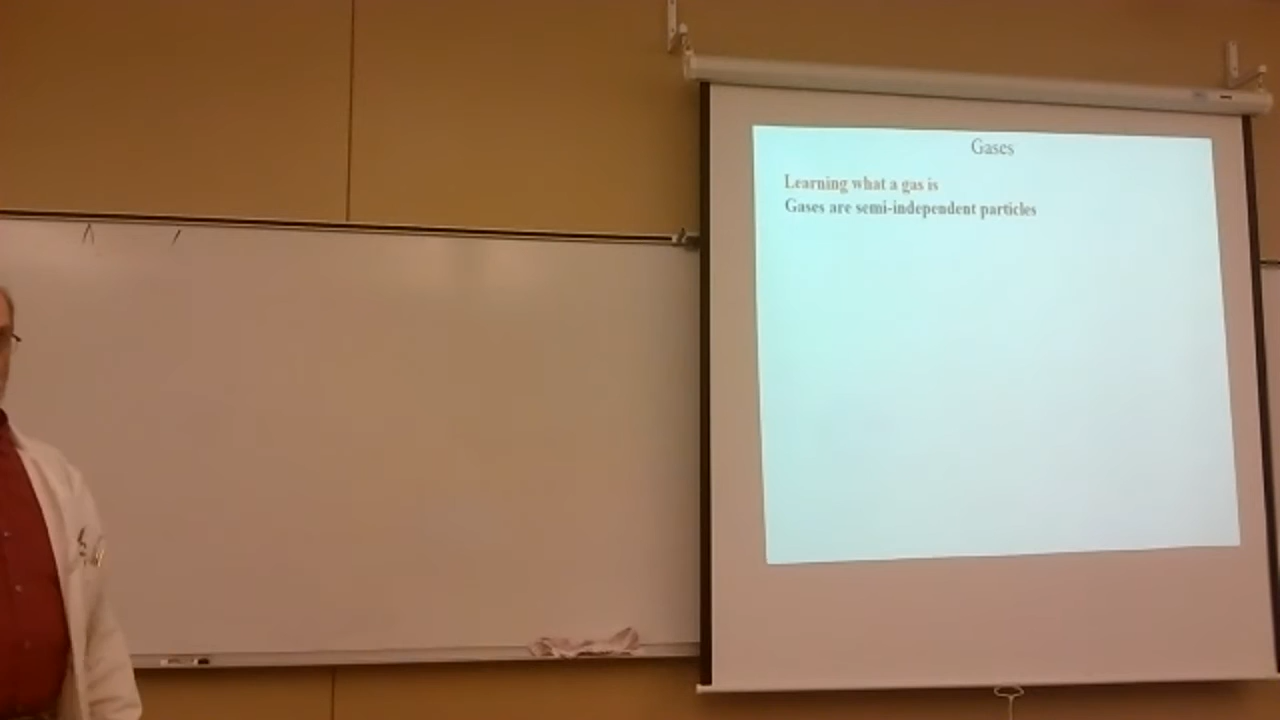 Gases
Learning what a gas is
Gases are semi-independent particles